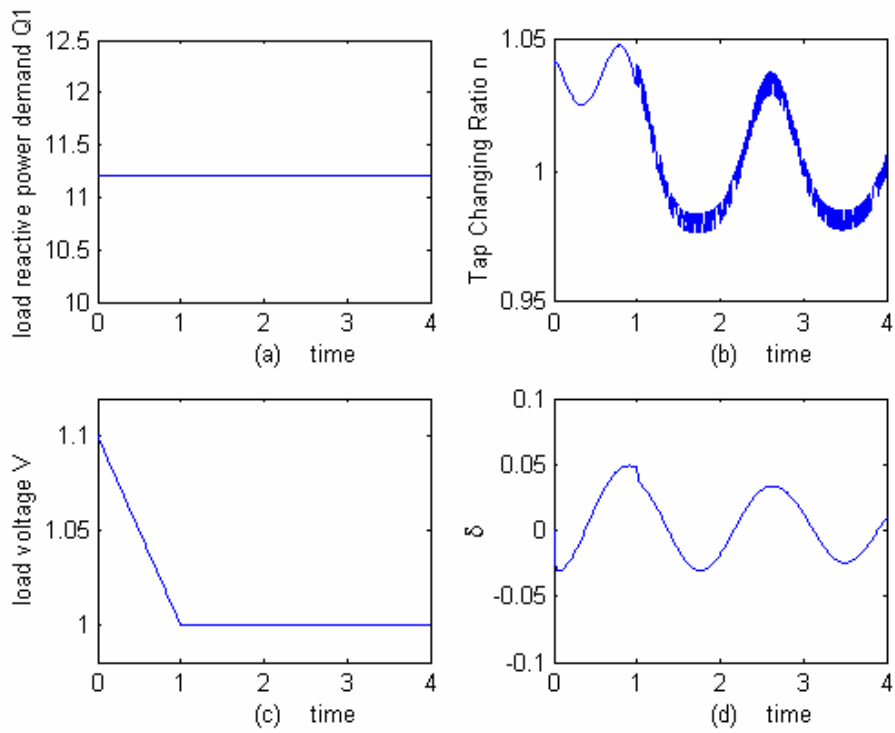 load reactive power demand Q1
12.5
12
11.5
11
10.5
10
0 1 2 3 4
(a) time
Tap Changing Ratio n
1.05
1
0.95
0 1 2 3 4
(b) time
load voltage V
1.1
1.05
1
0 1 2 3 4
(c) time
δ
0.1
0.05
0
-0.05
-0.1
0 1 2 3 4
(d) time